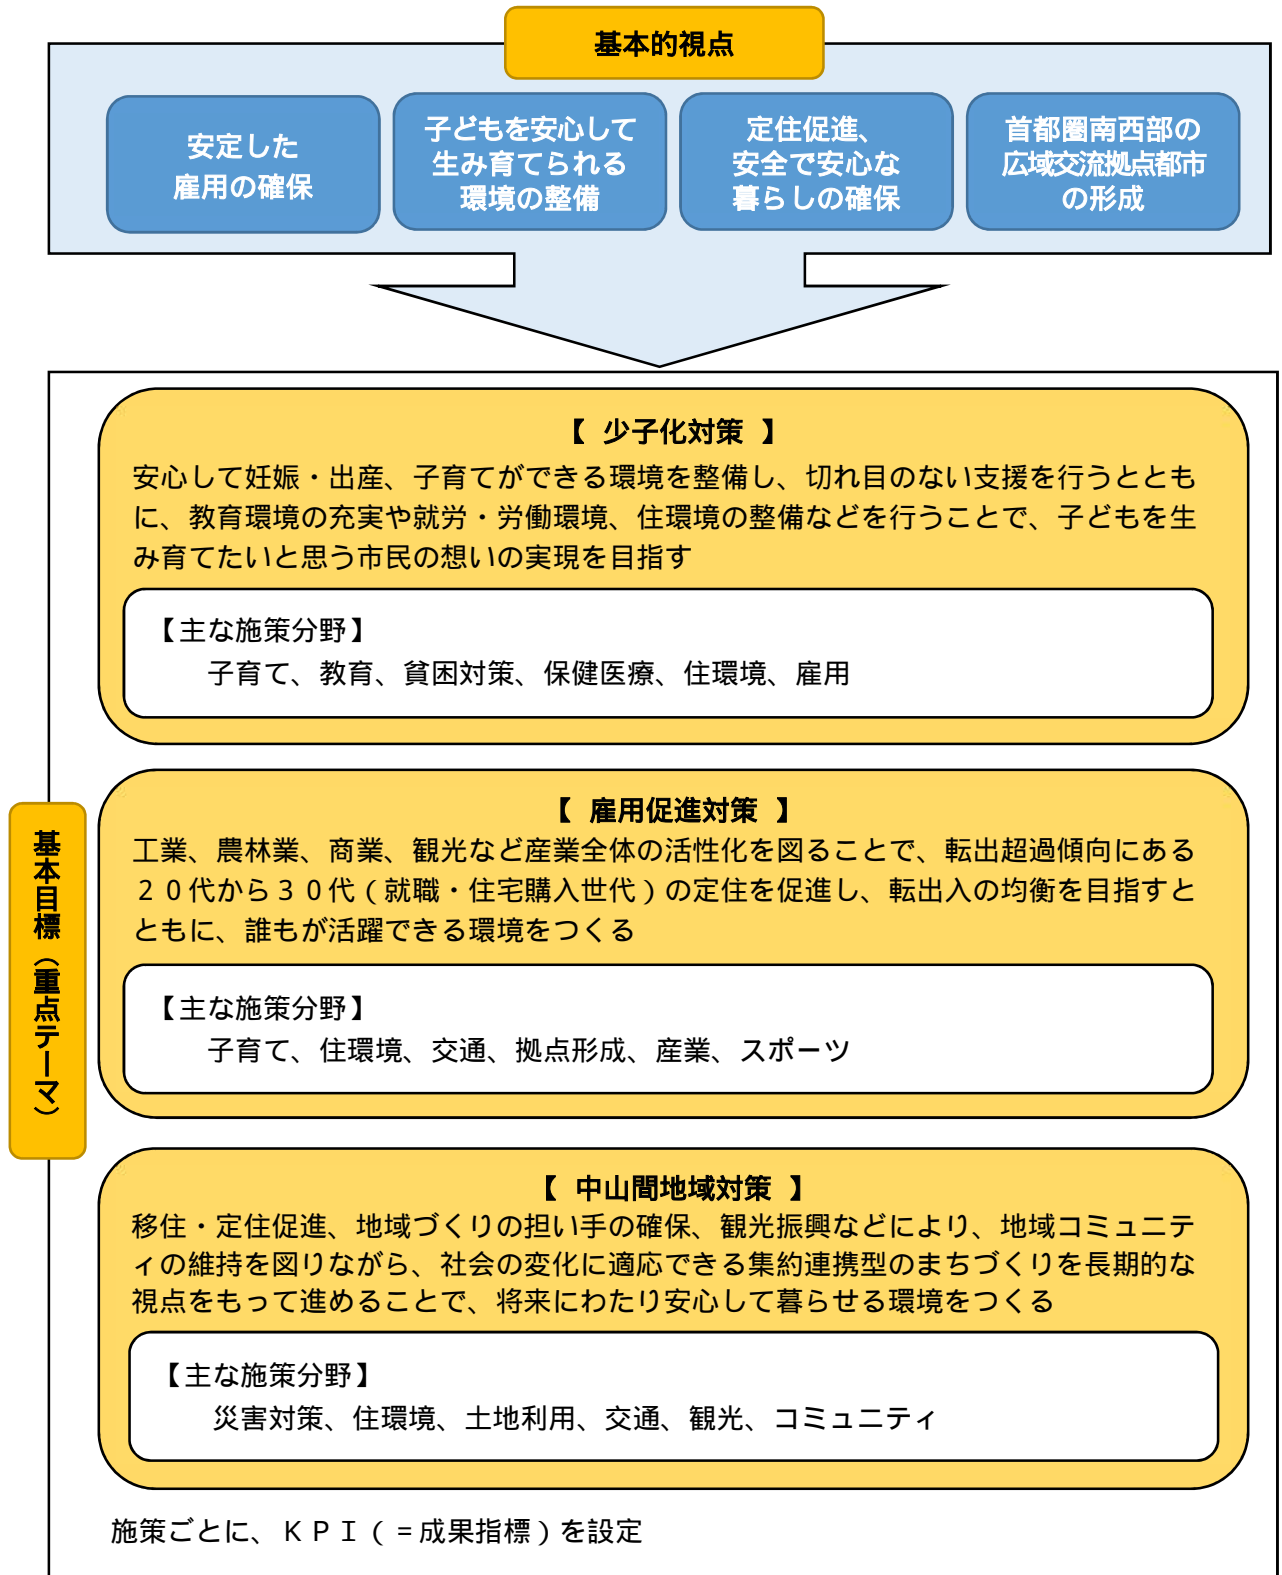 基本的視点
安定した
雇用の確保
子どもを安心して
生み育てられる
環境の整備
定住促進、
安全で安心な
暮らしの確保
首都圏南西部の
広域交流拠点都市
の形成
【 少子化対策 】
安心して妊娠・出産、子育てができる環境を整備し、切れ目のない支援を行うととも
に、教育環境の充実や就労・労働環境、住環境の整備などを行うことで、子どもを生
み育てたいと思う市民の想いの実現を目指す
【主な施策分野】
子育て、教育、貧困対策、保健医療、住環境、雇用
基本目標（重点テーマ）
【 雇用促進対策 】
工業、農林業、商業、観光など産業全体の活性化を図ることで、転出超過傾向にある
２０代から３０代（就職・住宅購入世代）の定住を促進し、転出入の均衡を目指すと
ともに、誰もが活躍できる環境をつくる
【主な施策分野】
子育て、住環境、交通、拠点形成、産業、スポーツ
【 中山間地域対策 】
移住・定住促進、地域づくりの担い手の確保、観光振興などにより、地域コミュニテ
ィの維持を図りながら、社会の変化に適応できる集約連携型のまちづくりを長期的な
視点をもって進めることで、将来にわたり安心して暮らせる環境をつくる
【主な施策分野】
災害対策、住環境、土地利用、交通、観光、コミュニティ
施策ごとに、ＫＰＩ（＝成果指標）を設定